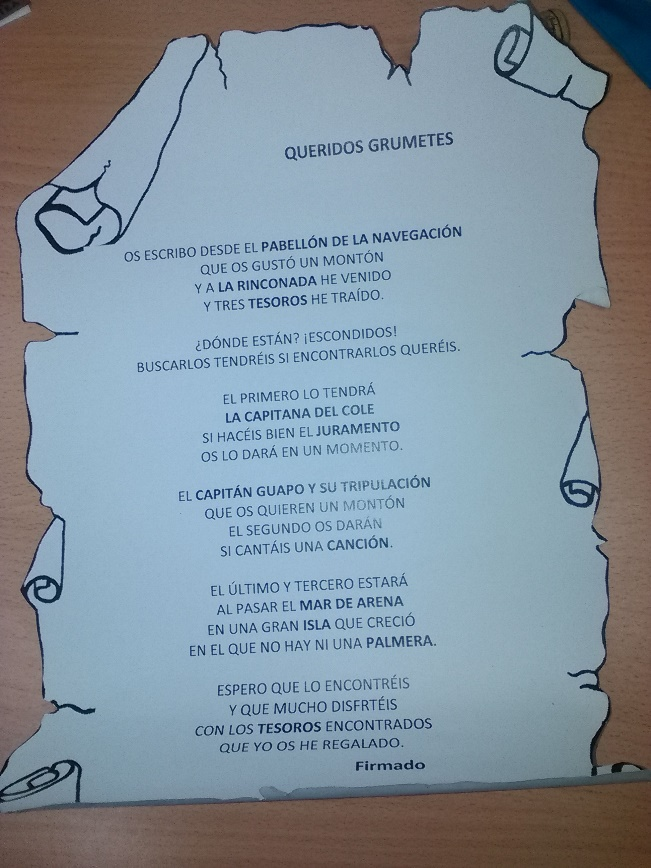 QUERIDOS GRUMETES
OS ESCRIBO DESDE EL PABELLÓN DE LA NAVEGACIÓN
QUE OS GUSTÓ UN MONTÓN
Y A LA RINCONADA HE VENIDO
Y TRES TESOROS HE TRAÍDO.
¿DÓNDE ESTÁN? ¡ESCONDIDOS!
BUSCARLOS TENDRÉIS SI ENCONTRARLOS QUERÉIS.
EL PRIMERO LO TENDRÁ
LA CAPITANA DEL COLE
SI HACÉIS BIEN EL JURAMENTO
OS LO DARÁ EN UN MOMENTO.
EL CAPITÁN GUAPO Y SU TRIPULACIÓN
QUE OS QUIEREN UN MONTÓN
EL SEGUNDO OS DARÁN
SI CANTÁIS UNA CANCIÓN.
EL ÚLTIMO Y TERCERO ESTARÁ
AL PASAR EL MAR DE ARENA
EN UNA GRAN ISLA QUE CRECIÓ
EN EL QUE NO HAY NI UNA PALMERA.
ESPERO QUE LO ENCONTRÉIS
Y QUE MUCHO DISFRTÉIS
CON LOS TESOROS ENCONTRADOS
QUE YO OS HE REGALADO.
Firmado